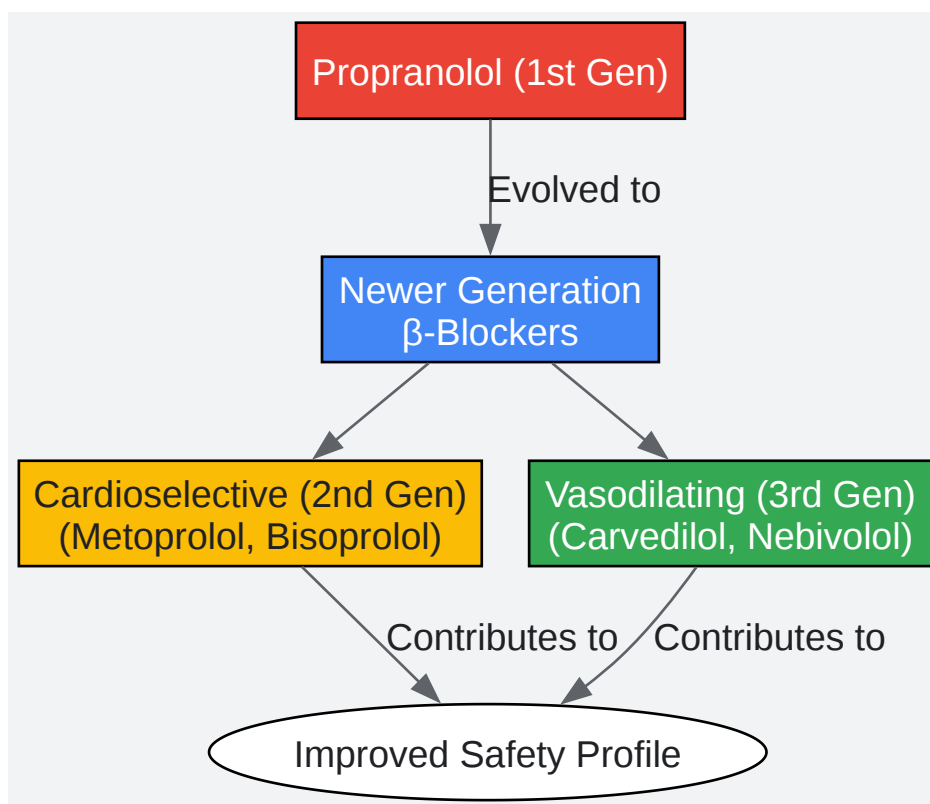 Propranolol (1st Gen)
Evolved to
Newer Generation
β-Blockers
Cardioselective (2nd Gen)
(Metoprolol, Bisoprolol)
Vasodilating (3rd Gen)
(Carvedilol, Nebivolol)
Contributes to
Contributes to
Improved Safety Profile